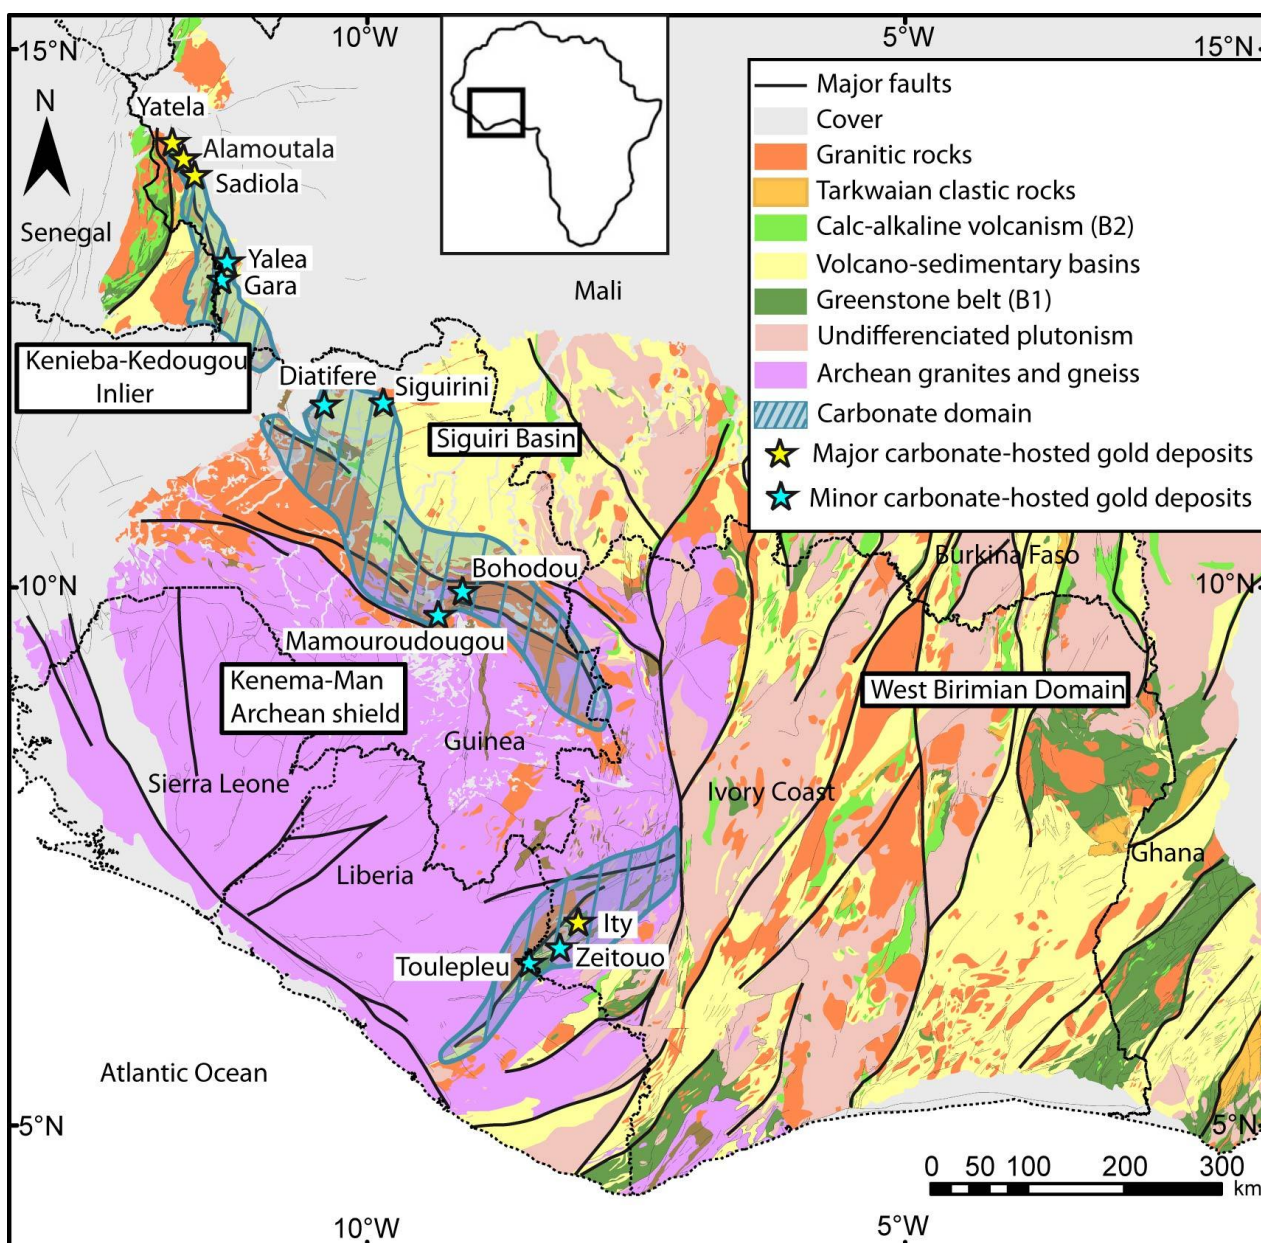 10°W
5°W
15°N
15°N
N
Yatela
Alamoutala
Sadiola
Senegal
Yalea
Gara
Mali
Kenieba-Kedougou
Inlier
Diatifere
Siguirini
Siguiri Basin
Major faults
Cover
Granitic rocks
Tarkwaian clastic rocks
Calc-alkaline volcanism (B2)
Volcano-sedimentary basins
Greenstone belt (B1)
Undifferenciated plutonism
Archean granites and gneiss
Carbonate domain
Major carbonate-hosted gold deposits
Minor carbonate-hosted gold deposits
Burkina Faso
10°N
10°N
Bohodou
Mamouroudougou
Kenema-Man
Archean shield
West Birimian Domain
Guinea
Sierra Leone
Ivory Coast
Liberia
Ghana
Ity
Zeitouo
Toulepleu
Atlantic Ocean
5°N
5°N
0 50 100 200 300
km
10°W
5°W